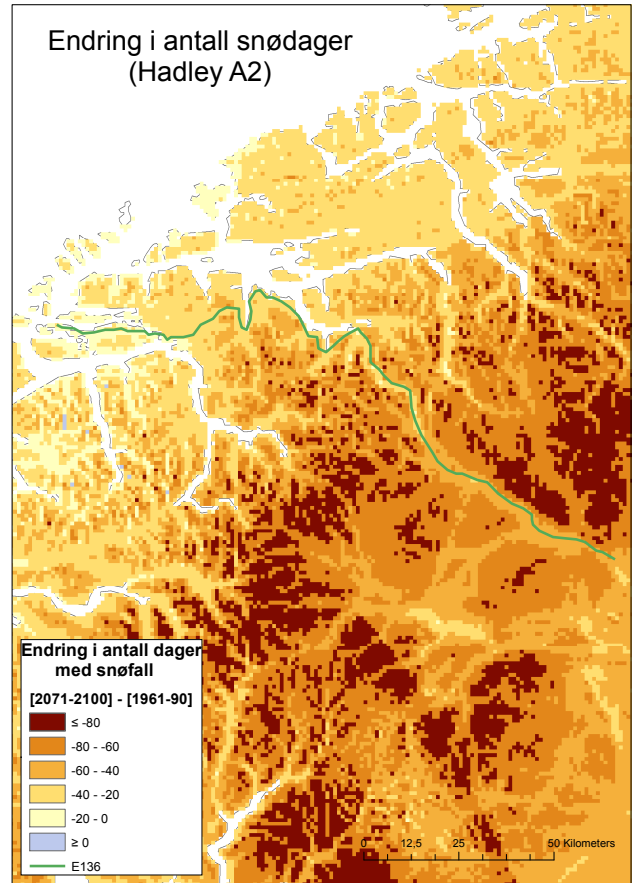 Endring i antall snødager
(Hadley A2)
Endring i antall dager
med snøfall
[2071-2100] - [1961-90]
≤ -80
-80 - -60
-60 - -40
-40 - -20
-20 - 0
≥ 0
E136
0 12,5 25 50 Kilometers